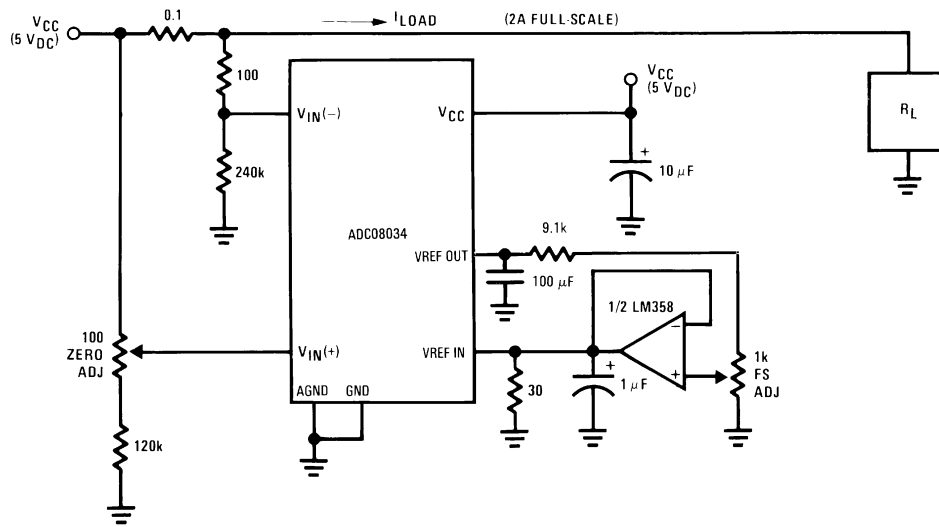 0.1
ILOAD (2A FULL-SCALE)
VCC
(5 VDC)
100
VIN(−)
VCC
VCC
(5 VDC)
RL
240k
+
10 µF
ADC08034
9.1k
VREF OUT
100 µF
1/2 LM358
−
100
ZERO
ADJ
VIN(+)
VREF IN
+
1k
FS
ADJ
+
1 µF
30
AGND GND
120k